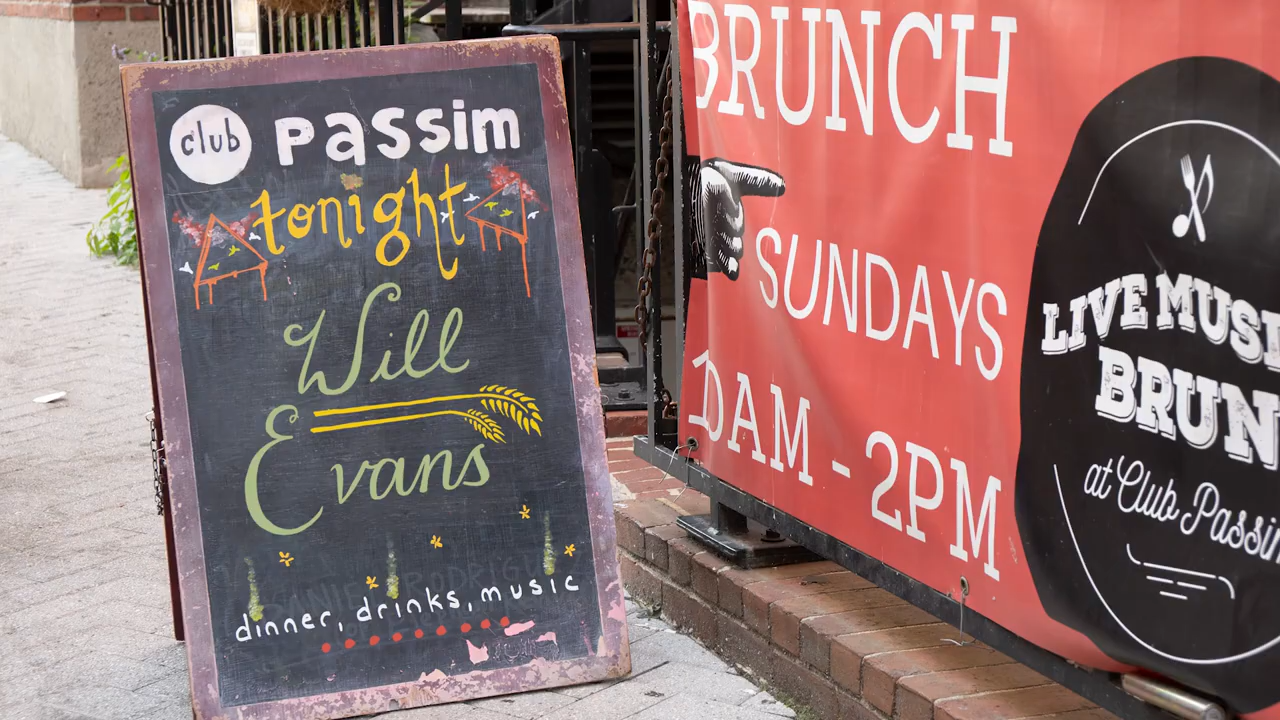 club passim
tonight
Will
Evans
dinner, drinks, music
BRUNCH
SUNDAYS
0AM - 2PM
LIVE MUSI
BRUN
at Club Passi